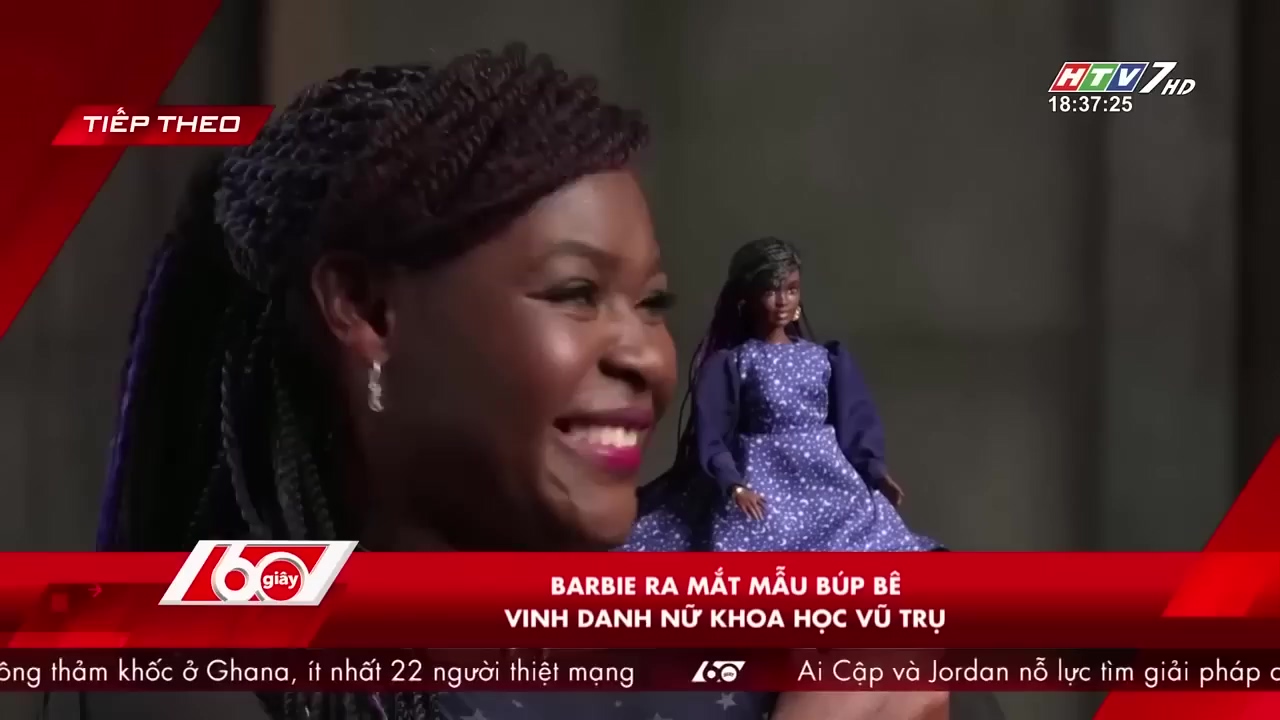 HTV7 HD
18:37:25
TIẾP THEO
60 giây
BARBIE RA MẮT MẪU BÚP BÊ
VINH DANH NỮ KHOA HỌC VŨ TRỤ
thảm khốc ở Ghana, ít nhất 22 người thiệt mạng 60 giây Ai Cập và Jordan nỗ lực tìm giải pháp